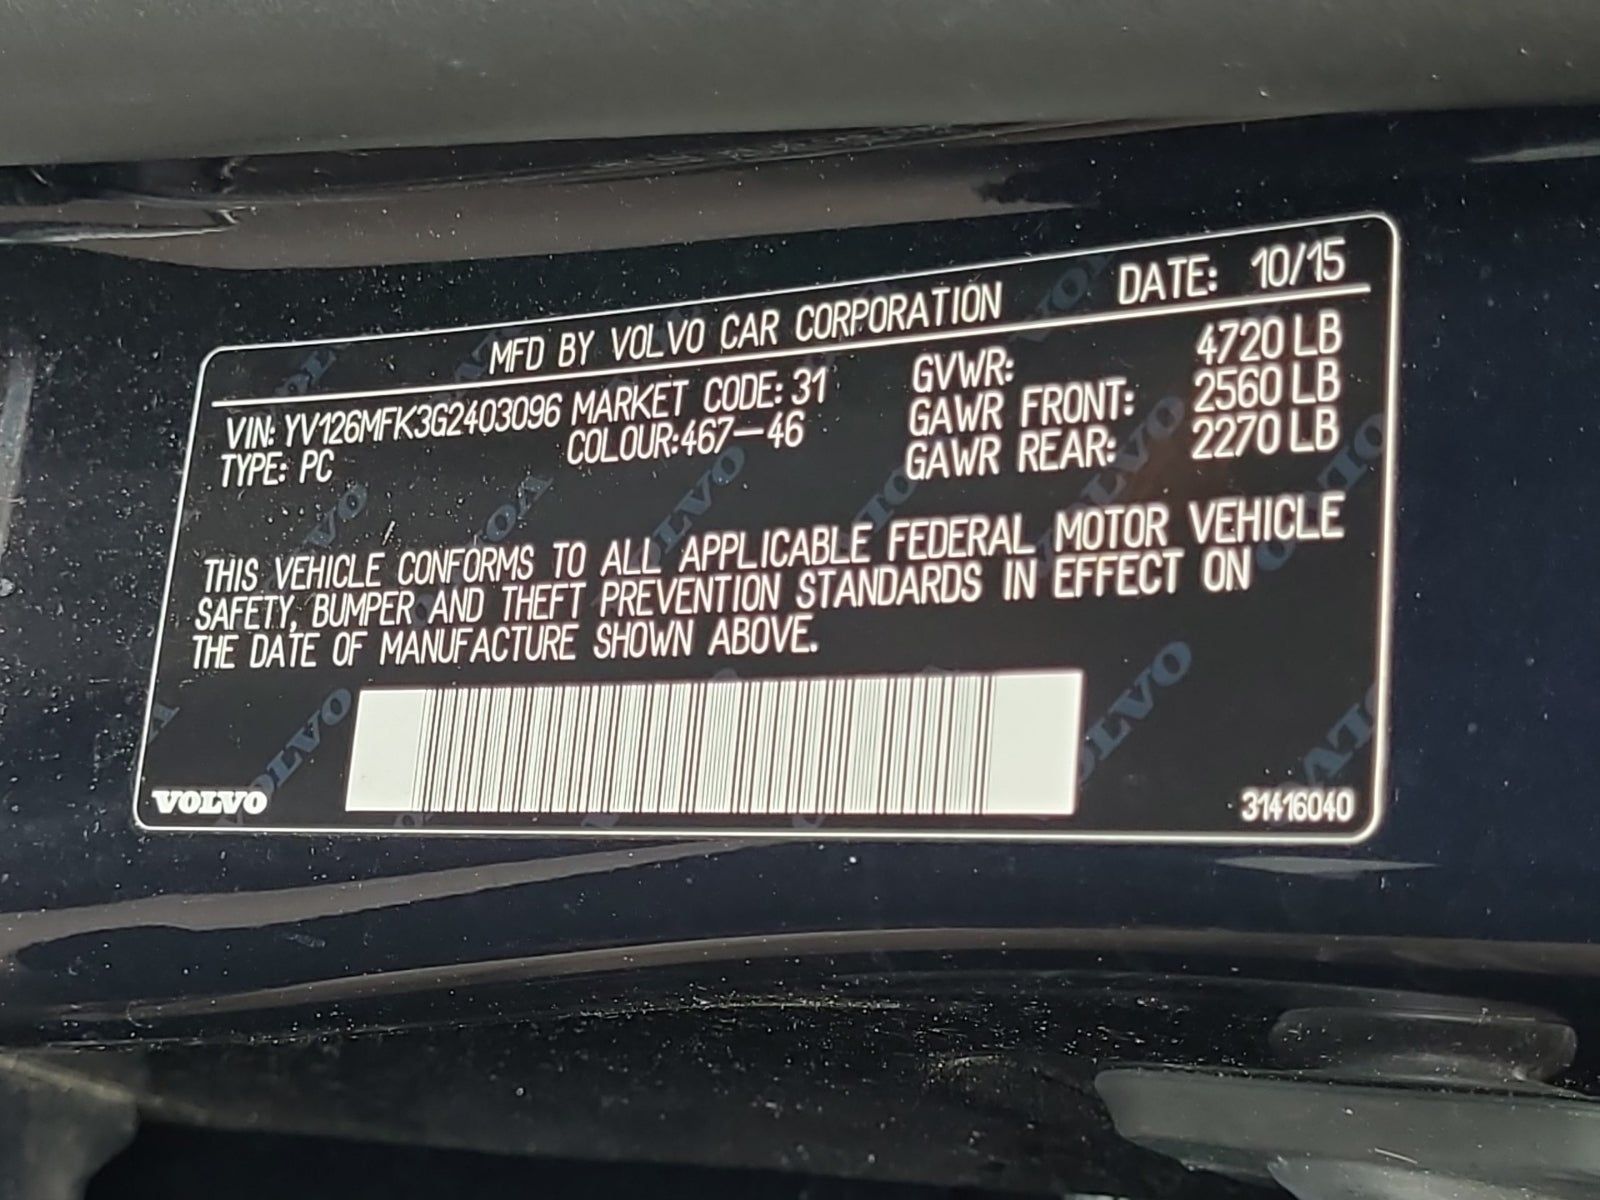 MFD BY VOLVO CAR CORPORATION DATE: 10/15
VIN: YV126MFK3G2403096 MARKET CODE: 31 GVWR: 4720 LB
TYPE: PC COLOUR:467-46 GAWR FRONT: 2560 LB
GAWR REAR: 2270 LB
THIS VEHICLE CONFORMS TO ALL APPLICABLE FEDERAL MOTOR VEHICLE
SAFETY, BUMPER AND THEFT PREVENTION STANDARDS IN EFFECT ON
THE DATE OF MANUFACTURE SHOWN ABOVE.
VOLVO 31416040